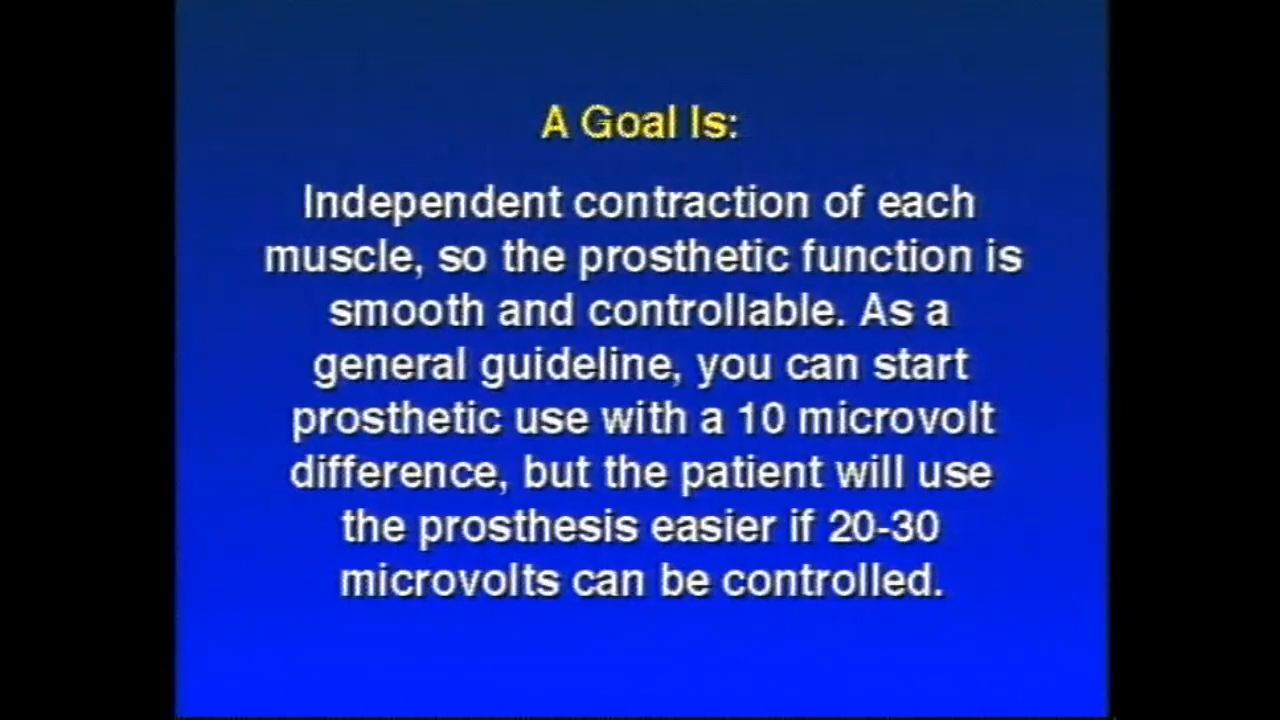 A Goal Is:
Independent contraction of each
muscle, so the prosthetic function is
smooth and controllable. As a
general guideline, you can start
prosthetic use with a 10 microvolt
difference, but the patient will use
the prosthesis easier if 20-30
microvolts can be controlled.